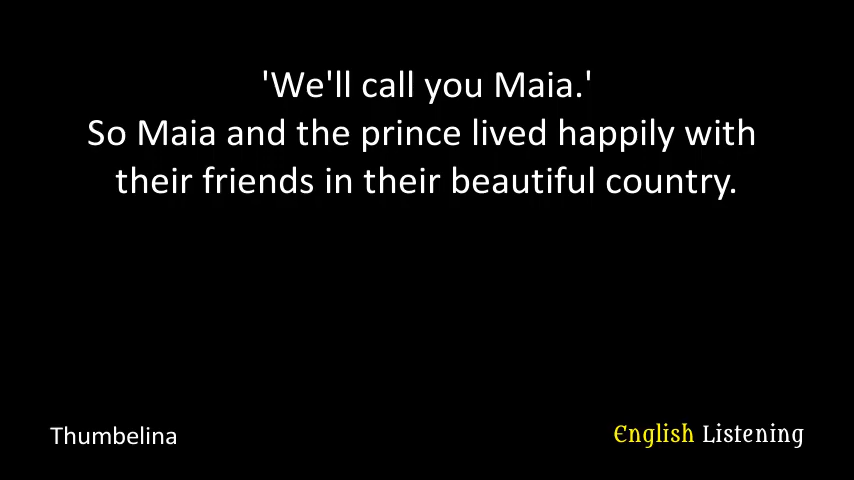 'We'll call you Maia.'
So Maia and the prince lived happily with
their friends in their beautiful country.
Thumbelina
English Listening